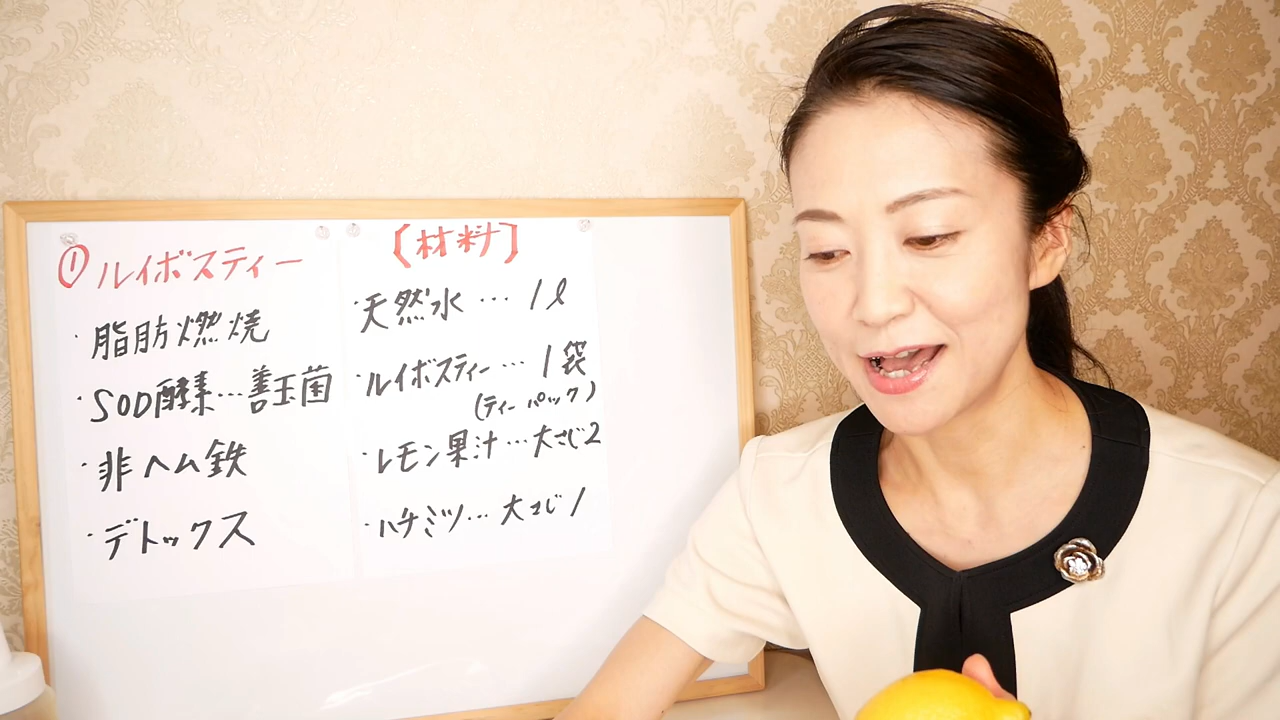 ① ルイボスティー
・脂肪燃焼
・SOD酵素…善玉菌
・非ヘム鉄
・デトックス
【材料】
・天然水…1ℓ
・ルイボスティー…1袋
(ティーパック)
・レモン果汁…大さじ2
・ハチミツ…大さじ1